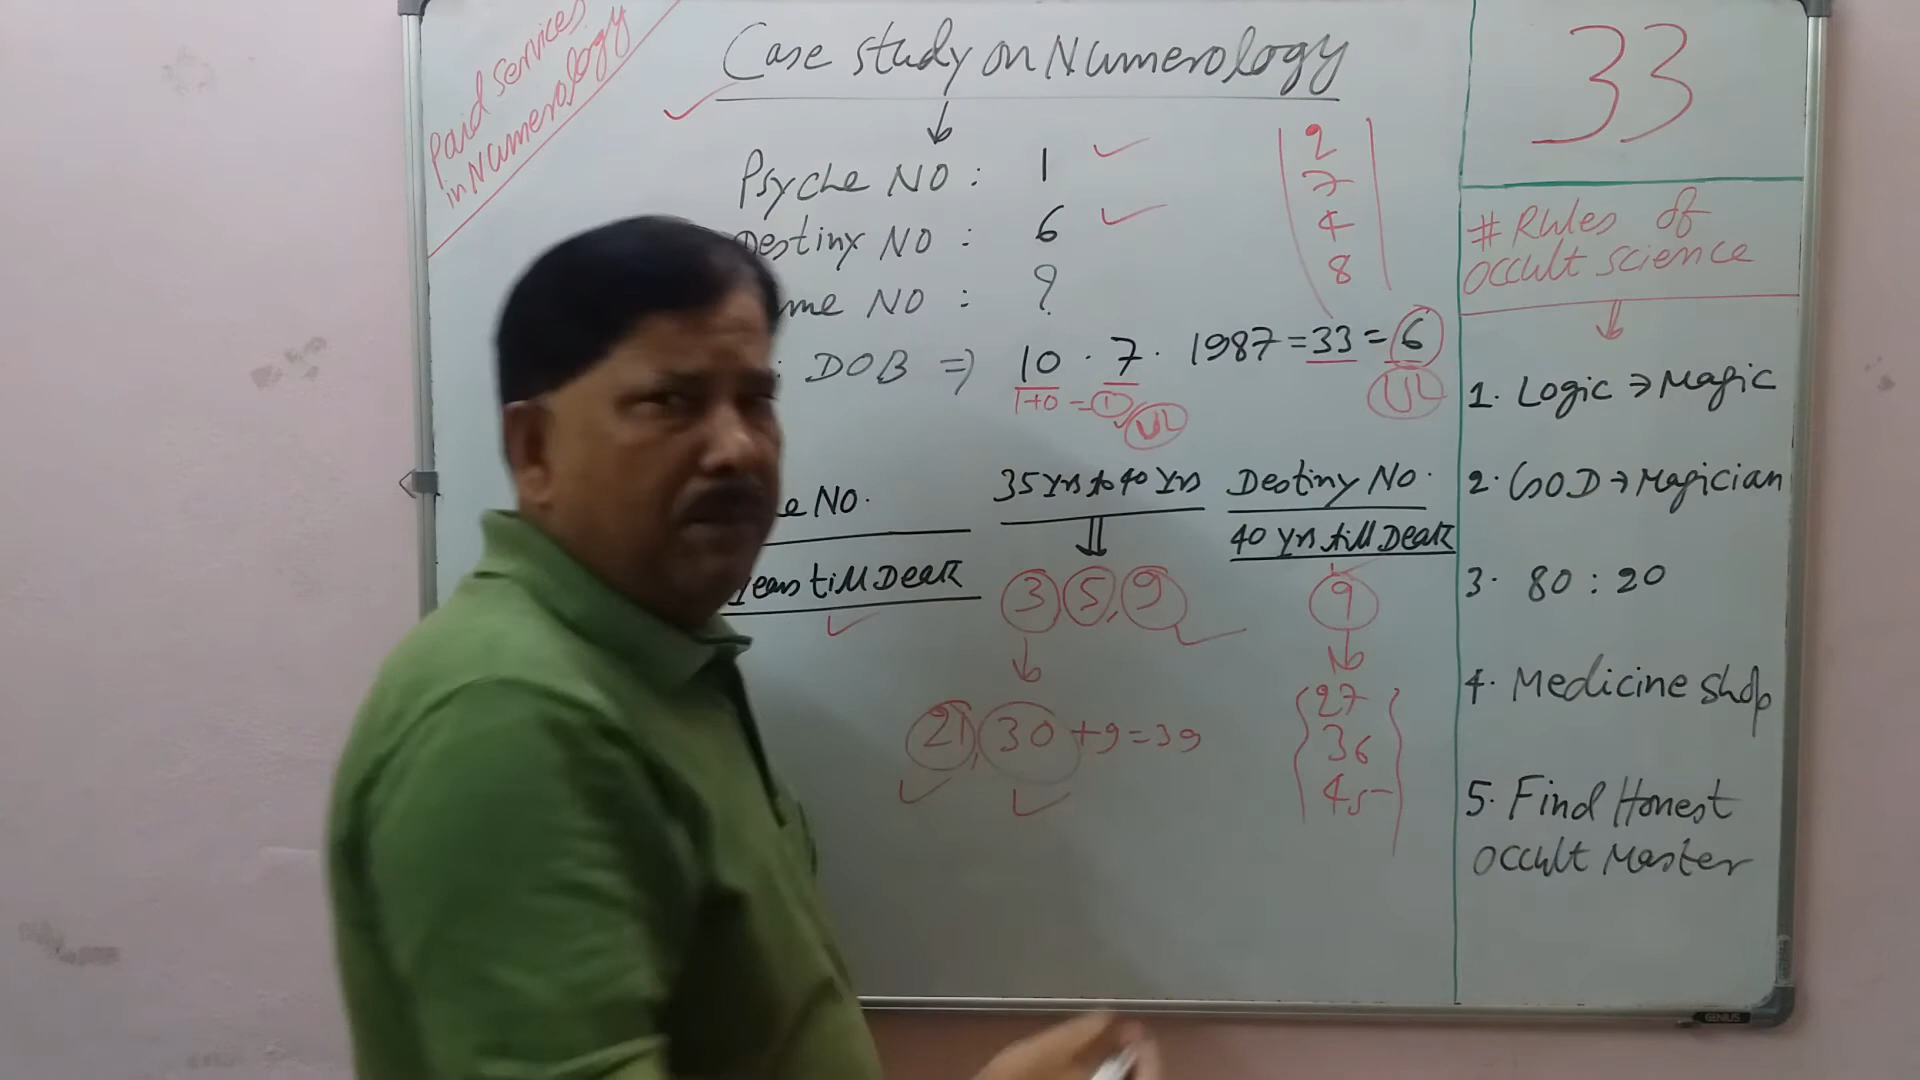 Paid Services
in Numerology
Case study on Numerology
Psyche NO : 1
Destiny NO : 6
me NO : ?
: DOB => 10 . 7 . 1987 = 33 = 6
1+0 = 1
UL
UL
2
7
4
8
e NO.
years till Death
35 Yrs to 40 Yrs
3 5, 9
21, 30 + 9 = 39
Destiny No.
40 Yrs till Death
9
No
27
36
45
33
# Rules of
occult science
1. Logic → Magic
2. GOD → Magician
3. 80 : 20
4. Medicine Shop
5. Find Honest
occult Master
GENIUS